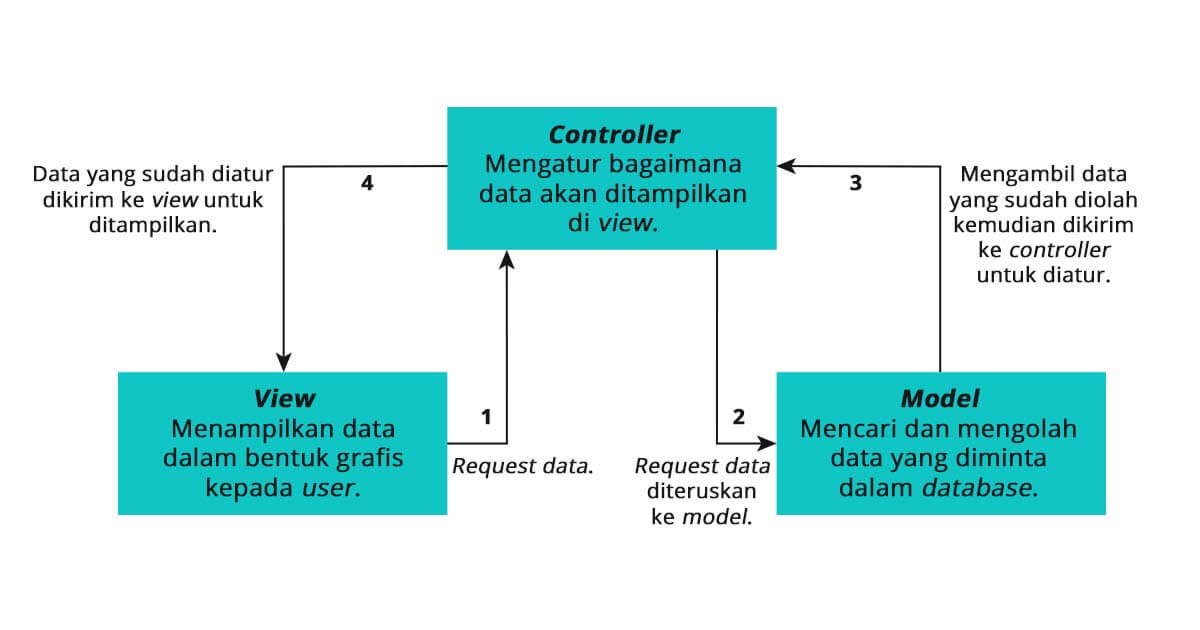 Controller
Mengatur bagaimana
data akan ditampilkan
di view.
Data yang sudah diatur
dikirim ke view untuk
ditampilkan.
4
3
Mengambil data
yang sudah diolah
kemudian dikirim
ke controller
untuk diatur.
View
Menampilkan data
dalam bentuk grafis
kepada user.
1
Request data.
2
Request data
diteruskan
ke model.
Model
Mencari dan mengolah
data yang diminta
dalam database.